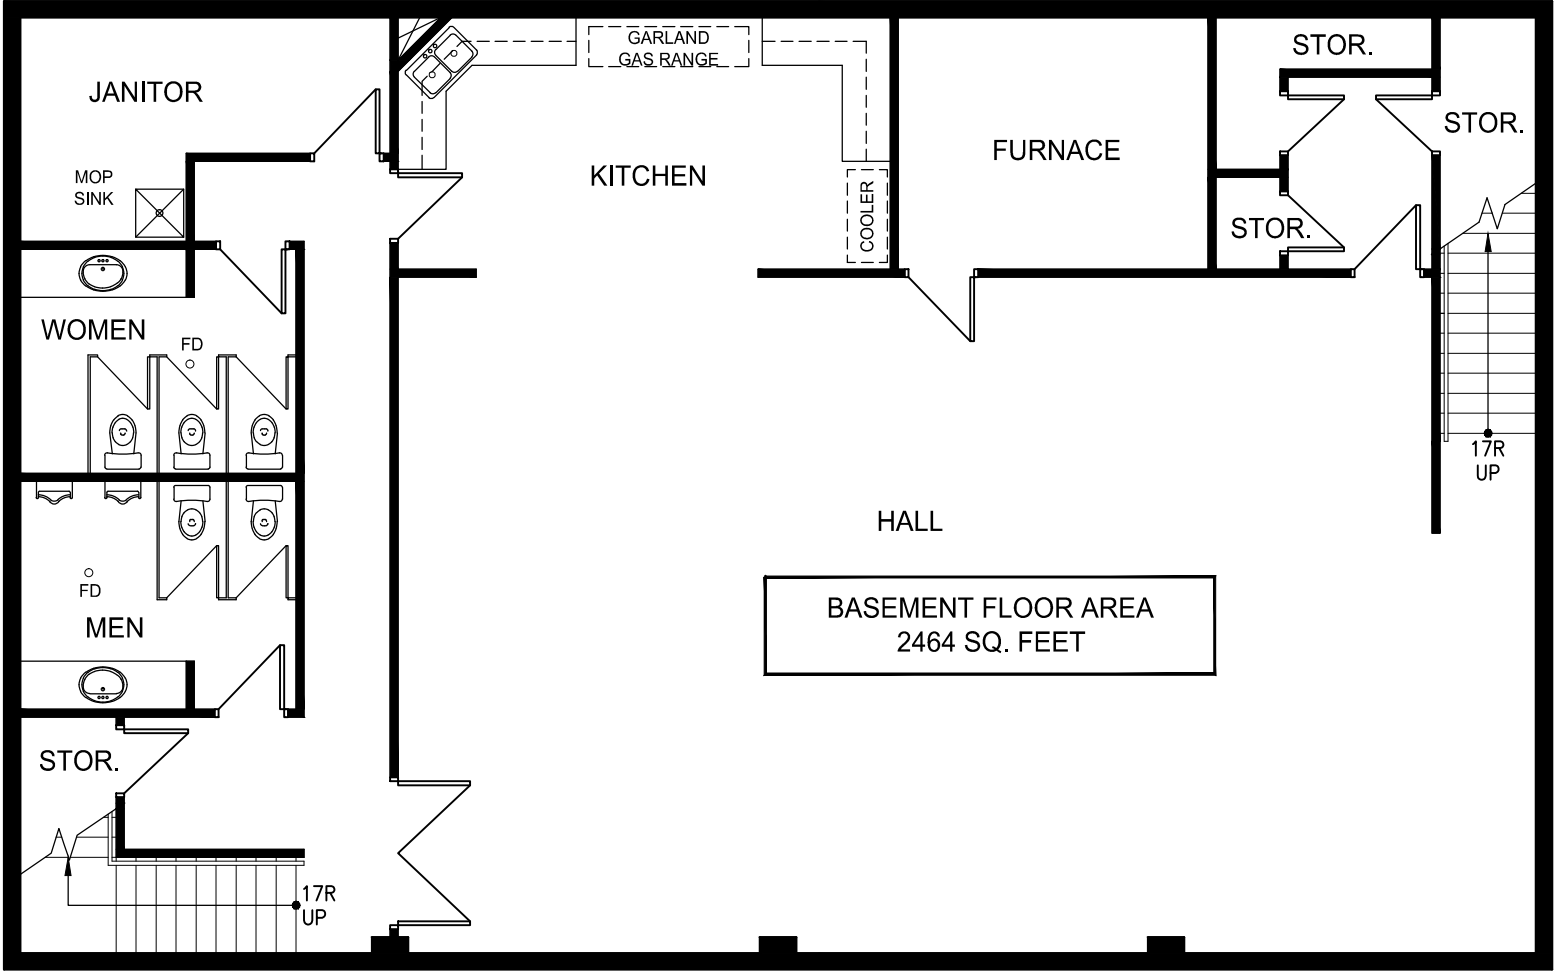 GARLAND
GAS RANGE
STOR.
JANITOR
STOR.
FURNACE
KITCHEN
MOP
SINK
COOLER
STOR.
WOMEN
FD
17R
UP
HALL
FD
BASEMENT FLOOR AREA
2464 SQ. FEET
MEN
STOR.
17R
UP